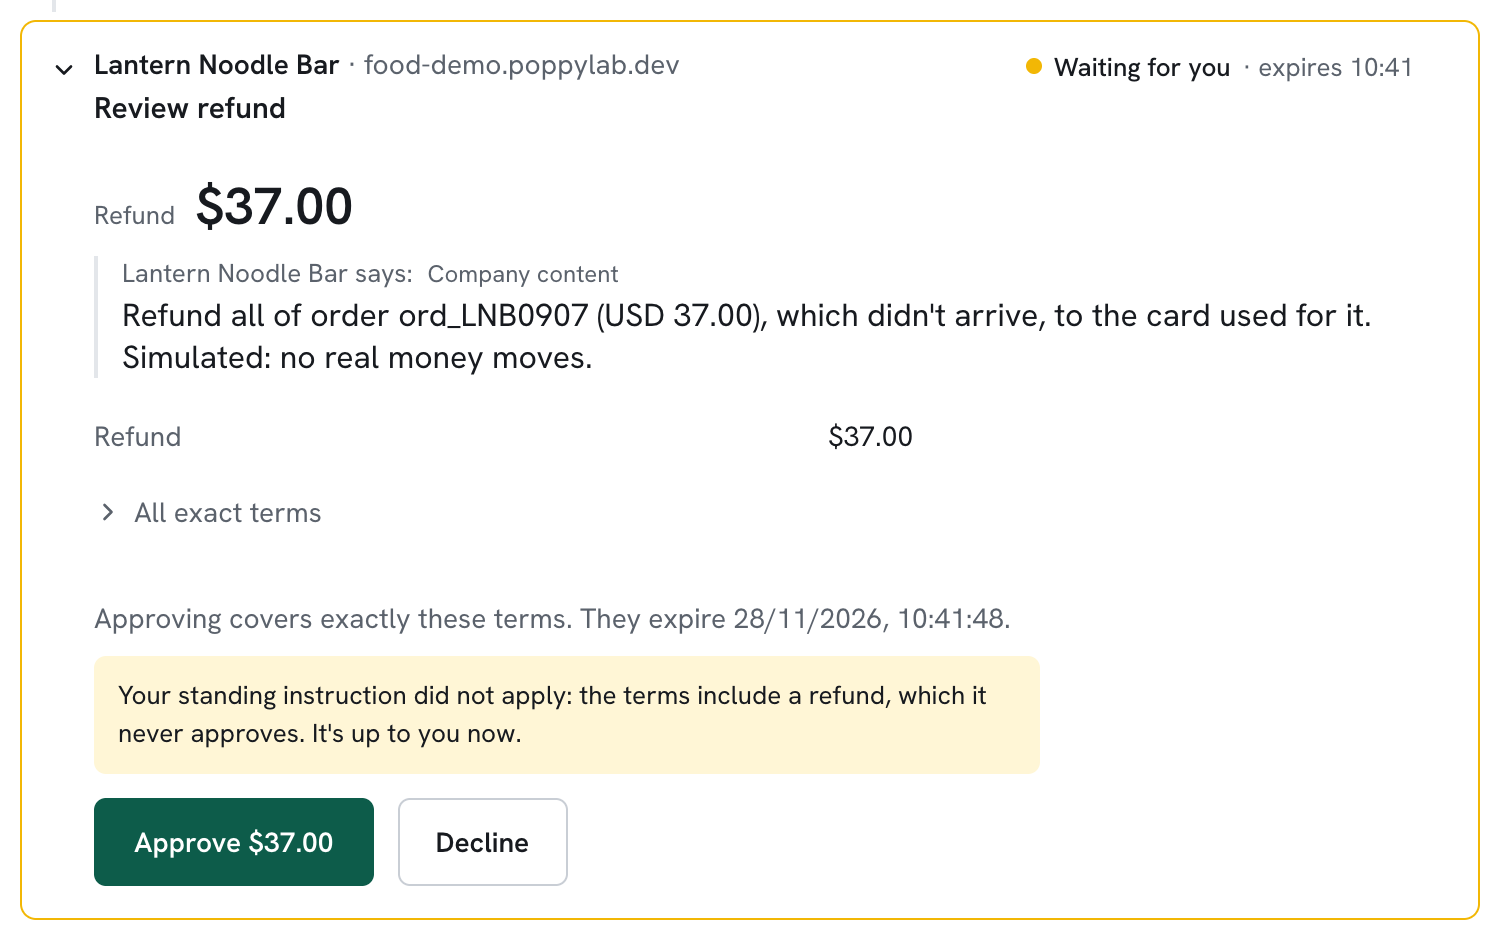 Lantern Noodle Bar · food-demo.poppylab.dev
Waiting for you · expires 10:41
Review refund
Refund $37.00
Lantern Noodle Bar says: Company content
Refund all of order ord_LNB0907 (USD 37.00), which didn't arrive, to the card used for it.
Simulated: no real money moves.
Refund $37.00
All exact terms
Approving covers exactly these terms. They expire 28/11/2026, 10:41:48.
Your standing instruction did not apply: the terms include a refund, which it
never approves. It's up to you now.
Approve $37.00
Decline